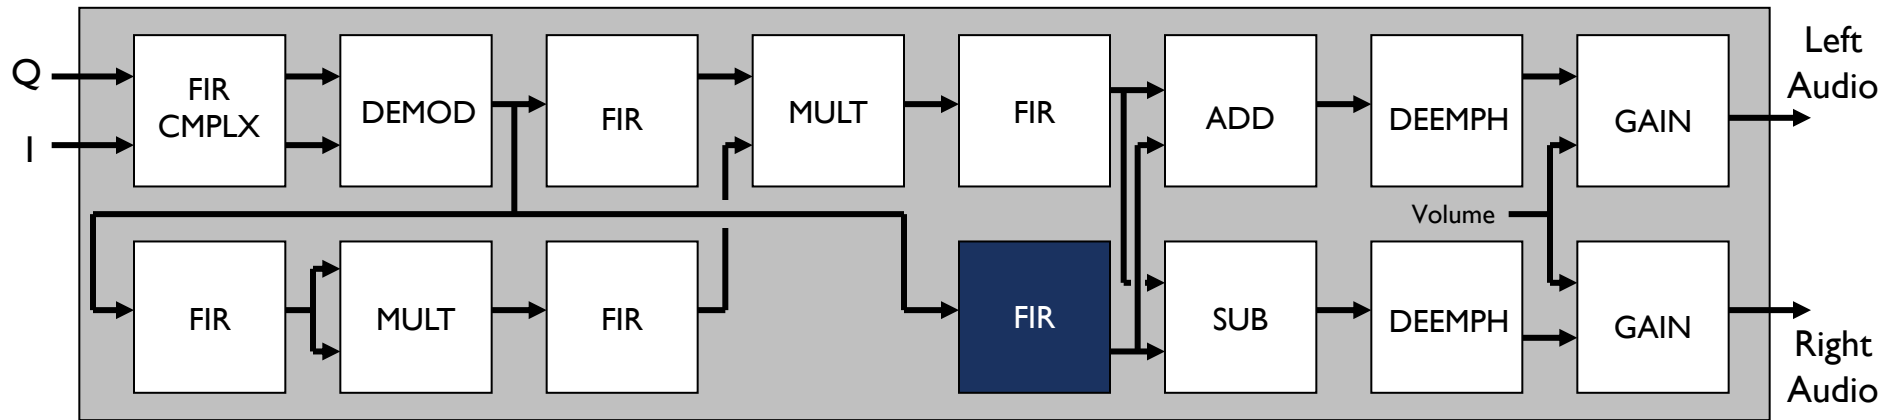 Q
I
FIR
CMPLX
DEMOD
FIR
MULT
FIR
ADD
DEEMPH
GAIN
Left
Audio
Volume
FIR
MULT
FIR
FIR
SUB
DEEMPH
GAIN
Right
Audio